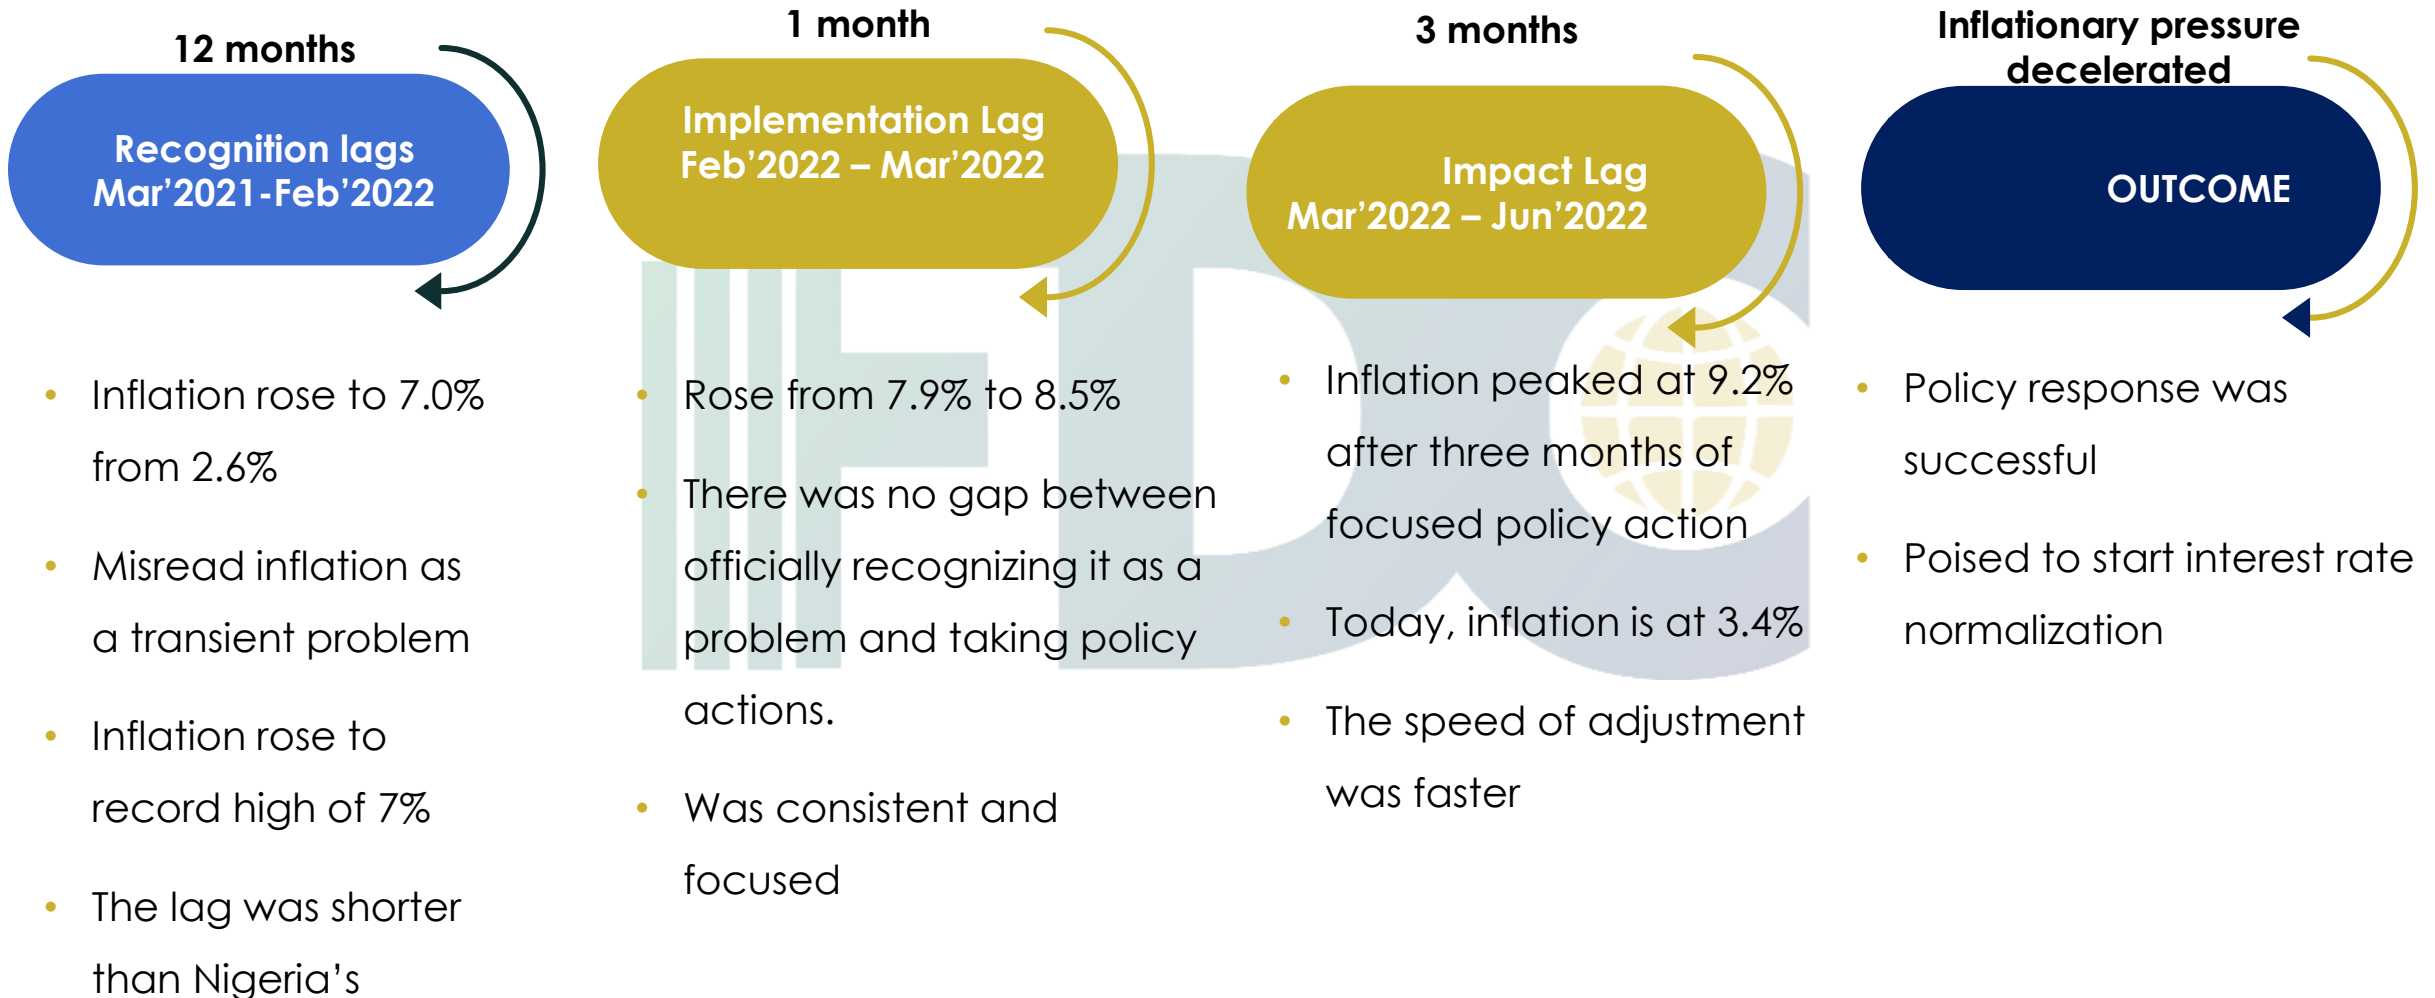 12 months
Recognition lags
Mar'2021-Feb'2022
• Inflation rose to 7.0%
from 2.6%
• Misread inflation as
a transient problem
• Inflation rose to
record high of 7%
• The lag was shorter
than Nigeria's
1 month
Implementation Lag
Feb'2022 – Mar'2022
• Rose from 7.9% to 8.5%
• There was no gap between
officially recognizing it as a
problem and taking policy
actions.
• Was consistent and
focused
3 months
Impact Lag
Mar'2022 – Jun'2022
• Inflation peaked at 9.2%
after three months of
focused policy action
• Today, inflation is at 3.4%
• The speed of adjustment
was faster
Inflationary pressure
decelerated
OUTCOME
• Policy response was
successful
• Poised to start interest rate
normalization
FDC